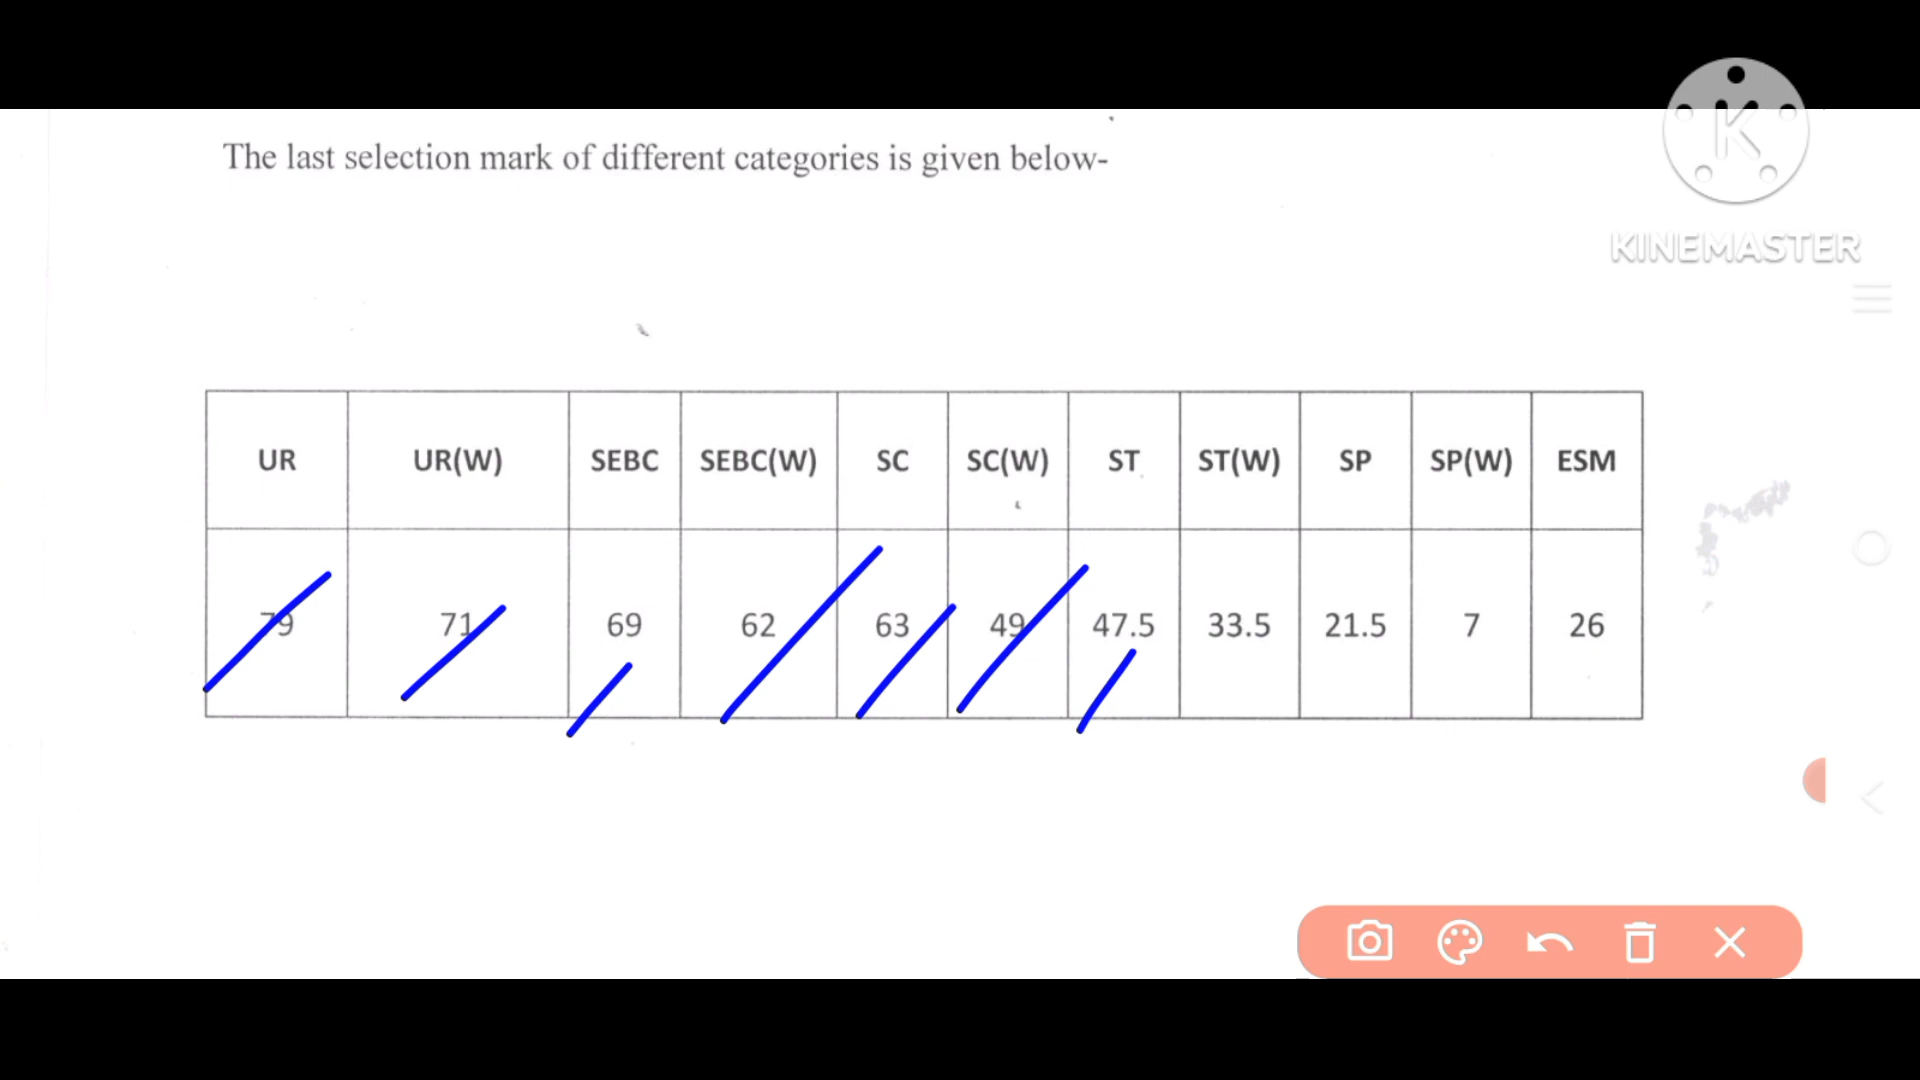 The last selection mark of different categories is given below-
K
KINEMASTER
UR UR(W) SEBC SEBC(W) SC SC(W) ST ST(W) SP SP(W) ESM
79 71 69 62 63 49 47.5 33.5 21.5 7 26